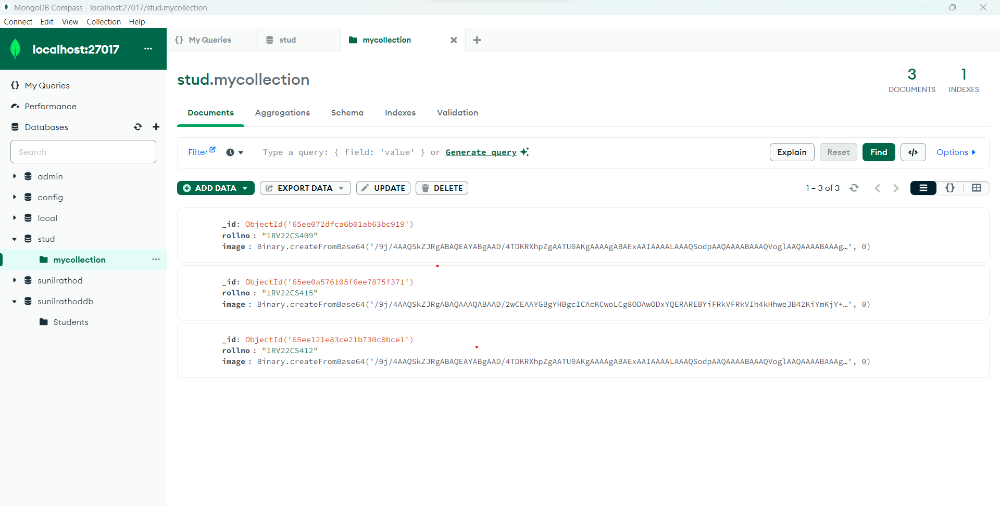 MongoDB Compass - localhost:27017/stud.mycollection
Connect Edit View Collection Help
localhost:27017 ...
My Queries
Performance
Databases
Search
admin
config
local
stud
mycollection ...
sunilrathod
sunilrathoddb
Students
{} My Queries stud mycollection
stud.mycollection
3 DOCUMENTS 1 INDEXES
Documents Aggregations Schema Indexes Validation
Filter Type a query: { field: 'value' } or Generate query Explain Reset Find </> Options
ADD DATA EXPORT DATA UPDATE DELETE 1 – 3 of 3 {}
_id: ObjectId('65ee072dfca6b01ab63bc919')
rollno : "1RV22CS409"
image : Binary.createFromBase64('/9j/4AAQSkZJRgABAQEAYABgAAD/4TDKRXhpZgAATU0AKgAAAAgABAExAAIAAAALAAAQSodpAAQAAAABAAAQVoglAAQAAAABAAAg…', 0)
_id: ObjectId('65ee0a576105f6ee7875f371')
rollno : "1RV22CS415"
image : Binary.createFromBase64('/9j/4AAQSkZJRgABAQAAAQABAAD/2wCEAAYGBgYHBgcICAcKCwoLCg8ODAwODxYQERAREBYiFRkVFRkVIh4kHhweJB42KiYmKjY+…', 0)
_id: ObjectId('65ee121e83ce21b730c0bce1')
rollno : "1RV22CS412"
image : Binary.createFromBase64('/9j/4AAQSkZJRgABAQEAYABgAAD/4TDKRXhpZgAATU0AKgAAAAgABAExAAIAAAALAAAQSodpAAQAAAABAAAQVoglAAQAAAABAAAg…', 0)